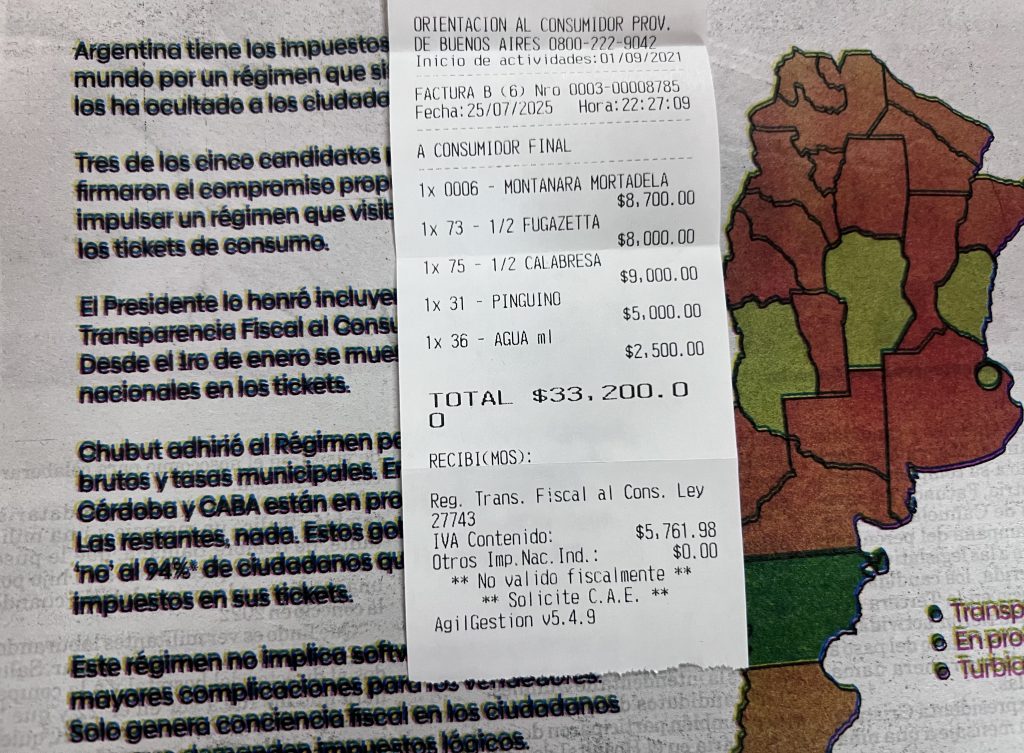 ORIENTACION AL CONSUMIDOR PROV.
DE BUENOS AIRES 0800-222-9042
Inicio de actividades:01/09/2021
FACTURA B (6) Nro 0003-00008785
Fecha:25/07/2025 Hora:22:27:09
A CONSUMIDOR FINAL
1x 0006 - MONTANARA MORTADELA
$8,700.00
1x 73 - 1/2 FUGAZETTA
$8,000.00
1x 75 - 1/2 CALABRESA
$9,000.00
1x 31 - PINGUINO
$5,000.00
1x 36 - AGUA ml
$2,500.00
TOTAL $33,200.0
0
RECIBI(MOS):
Reg. Trans. Fiscal al Cons. Ley
27743
IVA Contenido: $5,761.98
Otros Imp.Nac.Ind.: $0.00
** No valido fiscalmente **
** Solicite C.A.E. **
AgilGestion v5.4.9
Argentina tiene los impuestos
mundo por un régimen que si
los ha ocultado a los ciudada
Tres de los cinco candidatos
firmaron el compromiso prop
impulsar un régimen que visib
los tickets de consumo.
El Presidente lo honró incluye
Transparencia Fiscal al Consu
Desde el 1ro de enero se mue
nacionales en los tickets.
Chubut adhirió al Régimen pe
brutos y tasas municipales. E
Córdoba y CABA están en pro
Las restantes, nada. Estos gob
'no' al 94%* de ciudadanos qu
impuestos en sus tickets.
Este régimen no implica softw
mayores complicaciones para los vendedores.
Solo genera conciencia fiscal en los ciudadanos
demanden impuestos lógicos.
● Transp
● En pro
● Turbia